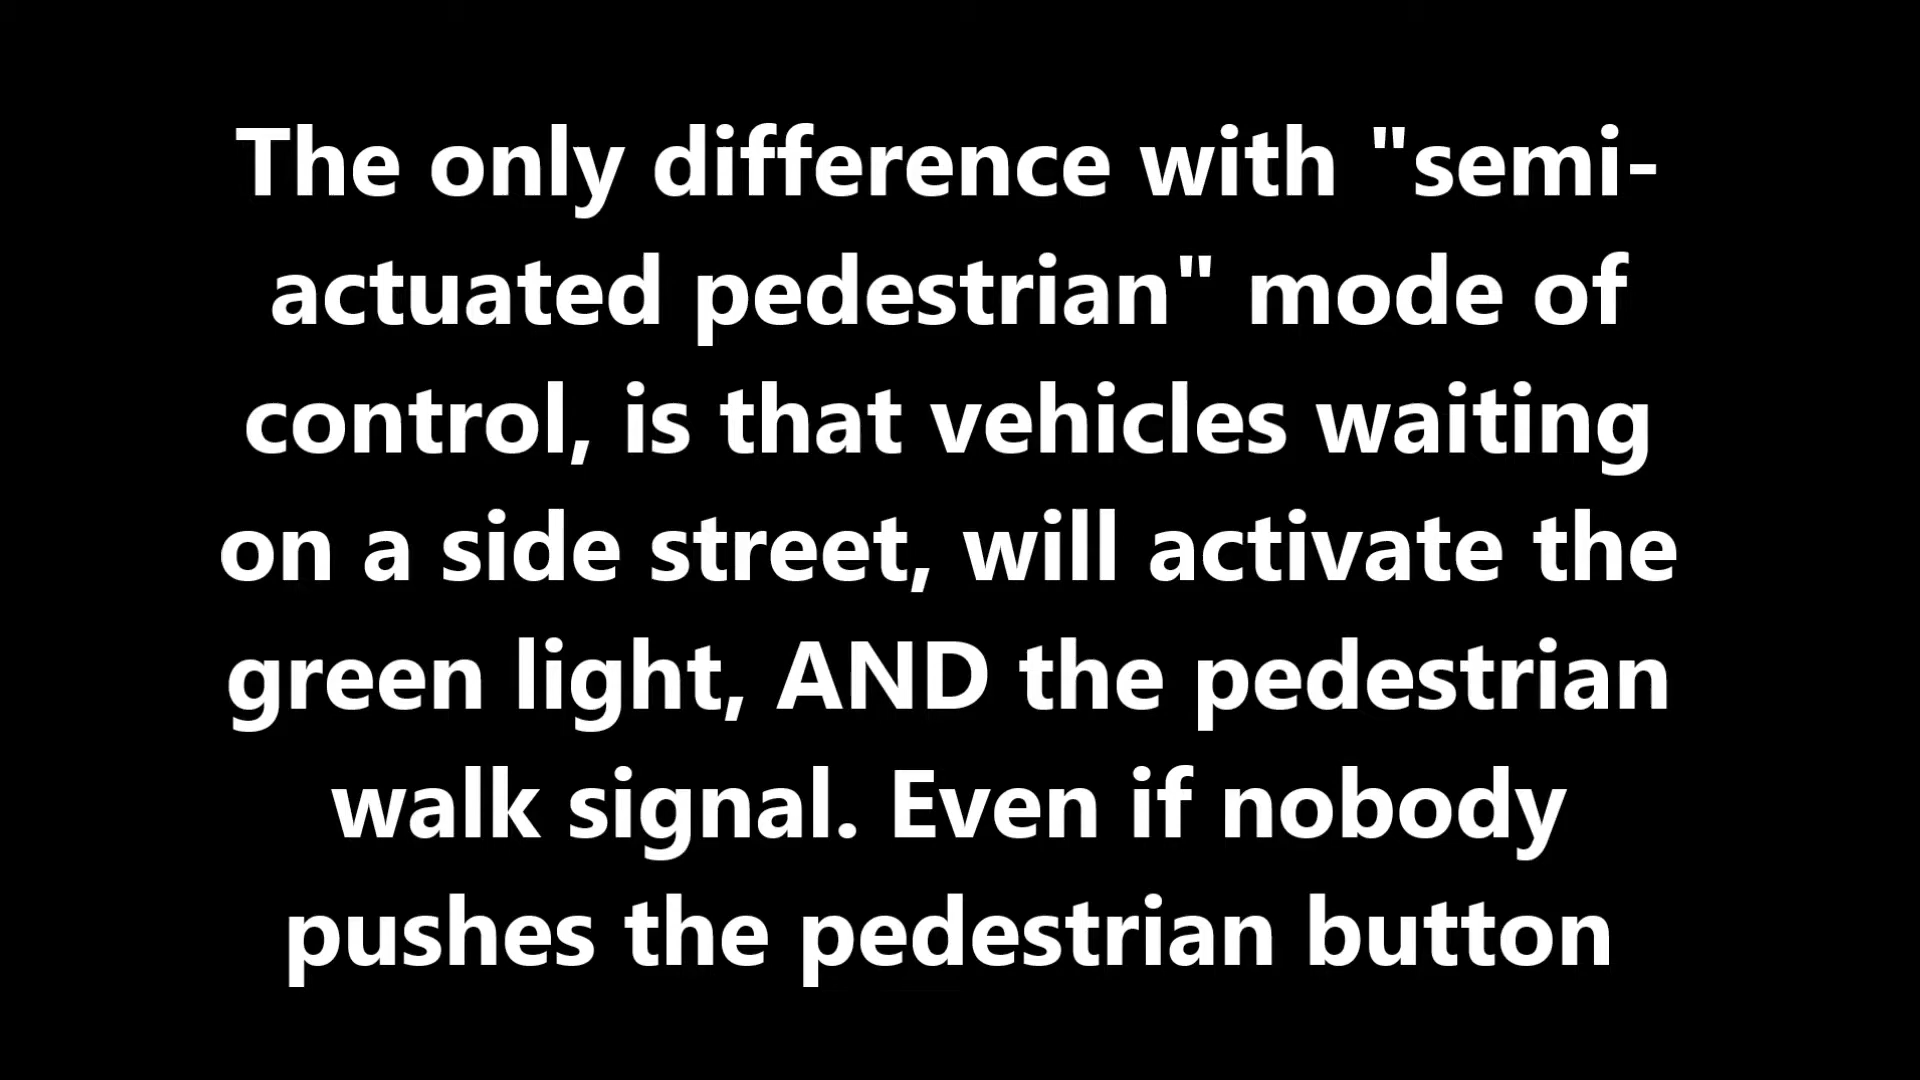 The only difference with "semi-
actuated pedestrian" mode of
control, is that vehicles waiting
on a side street, will activate the
green light, AND the pedestrian
walk signal. Even if nobody
pushes the pedestrian button